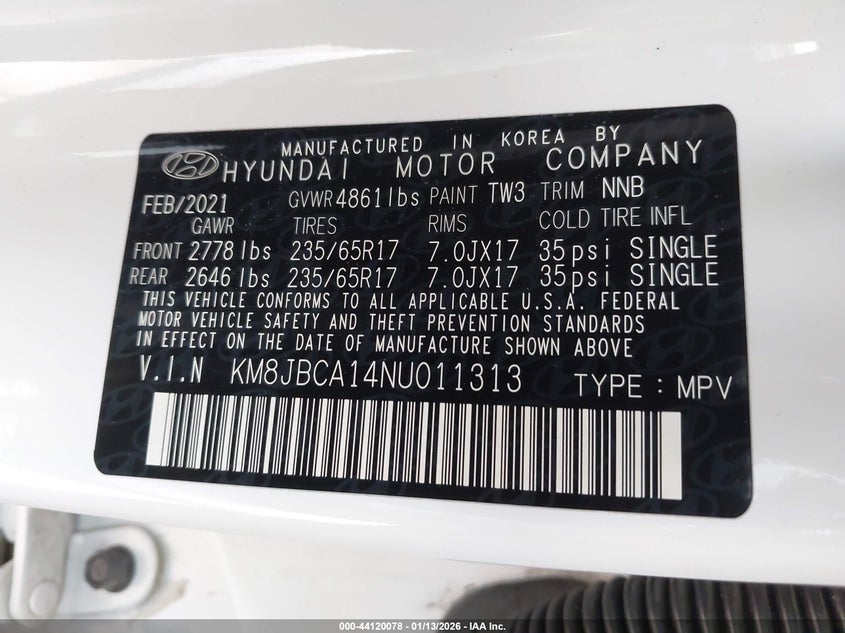 MANUFACTURED IN KOREA BY
HYUNDAI MOTOR COMPANY
FEB/2021 GVWR 4861lbs PAINT TW3 TRIM NNB
GAWR TIRES RIMS COLD TIRE INFL
FRONT 2778 lbs 235/65R17 7.0JX17 35psi SINGLE
REAR 2646 lbs 235/65R17 7.0JX17 35psi SINGLE
THIS VEHICLE CONFORMS TO ALL APPLICABLE U.S.A. FEDERAL
MOTOR VEHICLE SAFETY AND THEFT PREVENTION STANDARDS
IN EFFECT ON THE DATE OF MANUFACTURE SHOWN ABOVE.
V.I.N KM8JBCA14NU011313 TYPE : MPV
000-44120078 - 01/13/2026 - IAA Inc.